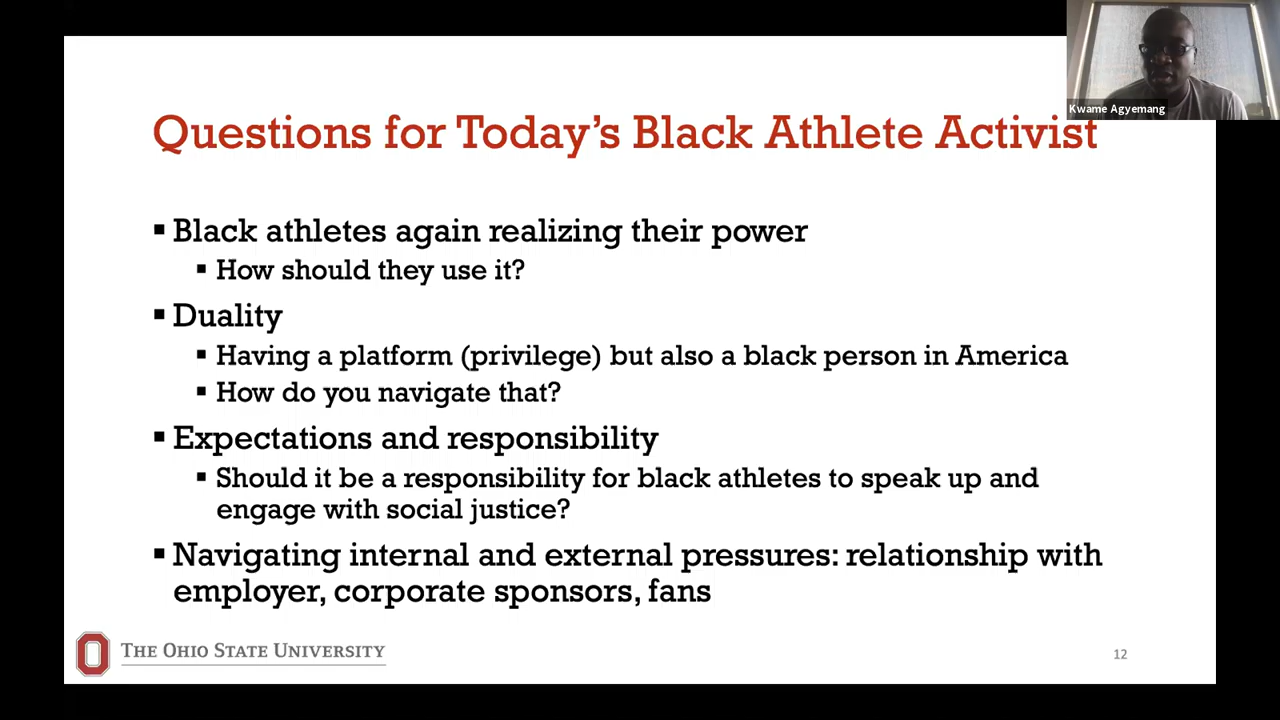 Kwame Agyemang
Questions for Today's Black Athlete Activist
▪ Black athletes again realizing their power
▪ How should they use it?
▪ Duality
▪ Having a platform (privilege) but also a black person in America
▪ How do you navigate that?
▪ Expectations and responsibility
▪ Should it be a responsibility for black athletes to speak up and
engage with social justice?
▪ Navigating internal and external pressures: relationship with
employer, corporate sponsors, fans
THE OHIO STATE UNIVERSITY
12